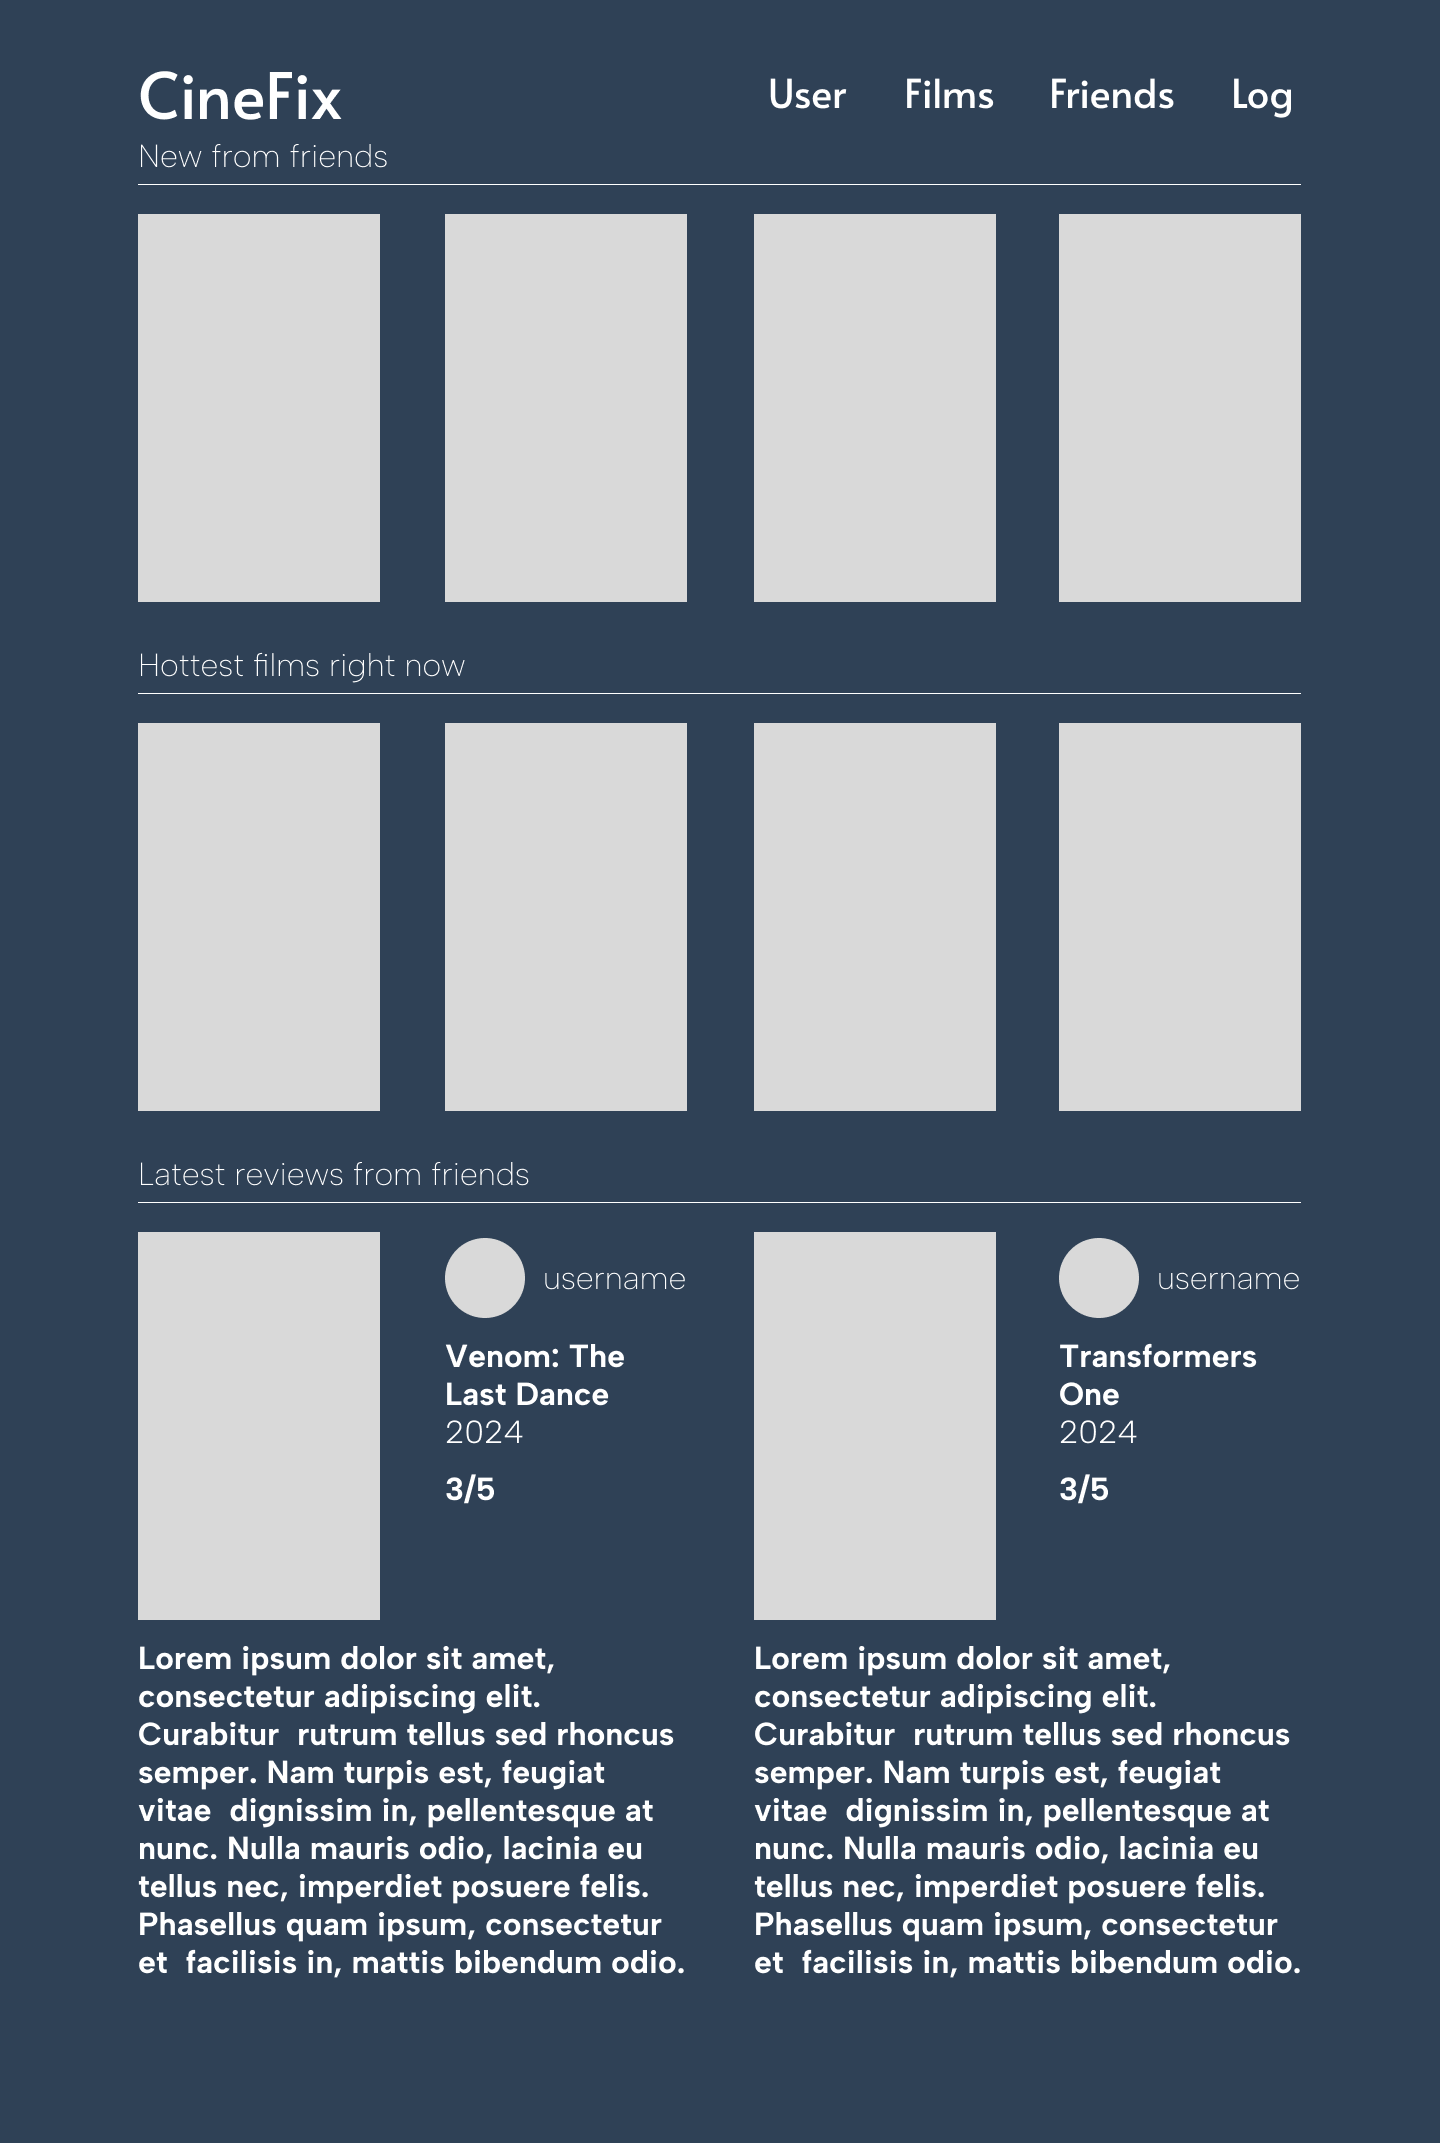 CineFix
User Films Friends Log
New from friends
Hottest films right now
Latest reviews from friends
username
Venom: The
Last Dance
2024
3/5
Lorem ipsum dolor sit amet,
consectetur adipiscing elit.
Curabitur  rutrum tellus sed rhoncus
semper. Nam turpis est, feugiat
vitae  dignissim in, pellentesque at
nunc. Nulla mauris odio, lacinia eu
tellus nec, imperdiet posuere felis.
Phasellus quam ipsum, consectetur
et  facilisis in, mattis bibendum odio.
username
Transformers
One
2024
3/5
Lorem ipsum dolor sit amet,
consectetur adipiscing elit.
Curabitur  rutrum tellus sed rhoncus
semper. Nam turpis est, feugiat
vitae  dignissim in, pellentesque at
nunc. Nulla mauris odio, lacinia eu
tellus nec, imperdiet posuere felis.
Phasellus quam ipsum, consectetur
et  facilisis in, mattis bibendum odio.